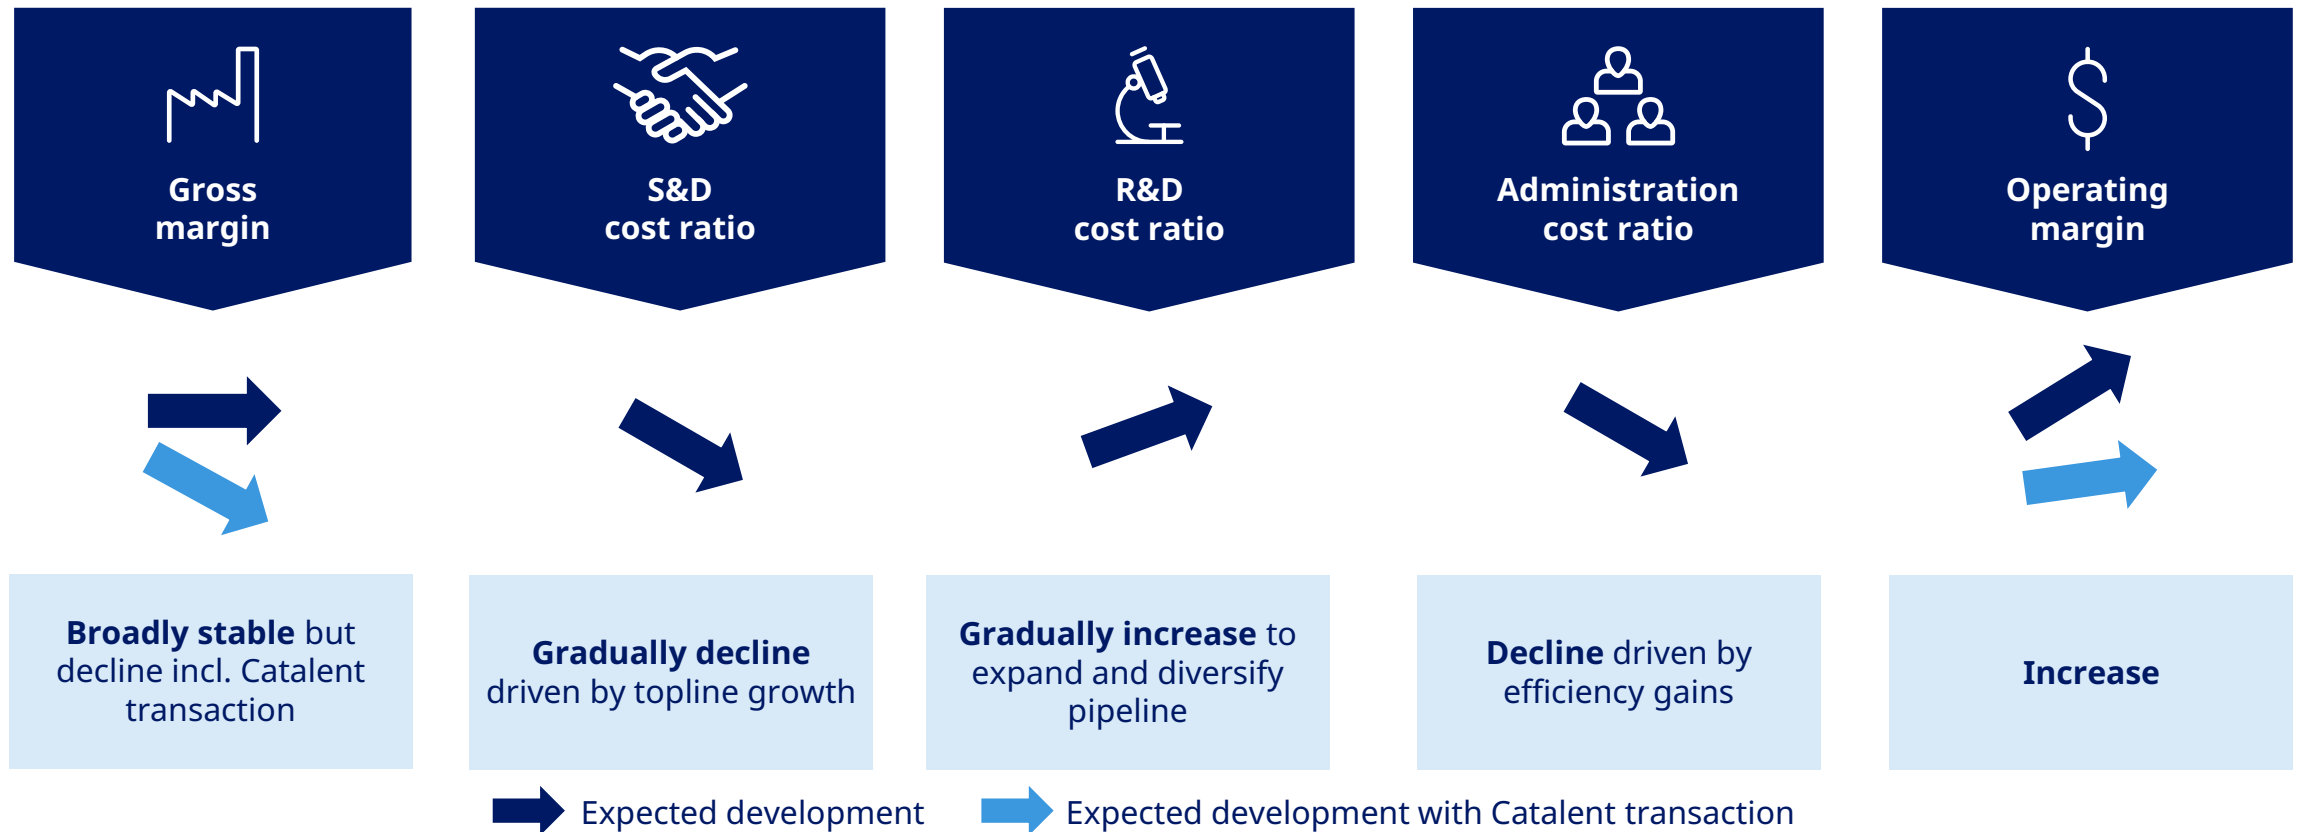 Gross
margin
S&D
cost ratio
R&D
cost ratio
Administration
cost ratio
Operating
margin
Broadly stable but
decline incl. Catalent
transaction
Gradually decline
driven by topline growth
Gradually increase to
expand and diversify
pipeline
Decline driven by
efficiency gains
Increase
Expected development
Expected development with Catalent transaction